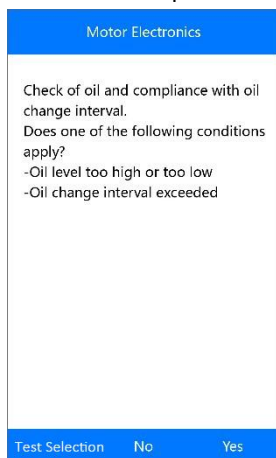 Motor Electronics
Check of oil and compliance with oil
change interval.
Does one of the following conditions
apply?
-Oil level too high or too low
-Oil change interval exceeded
Test Selection No Yes